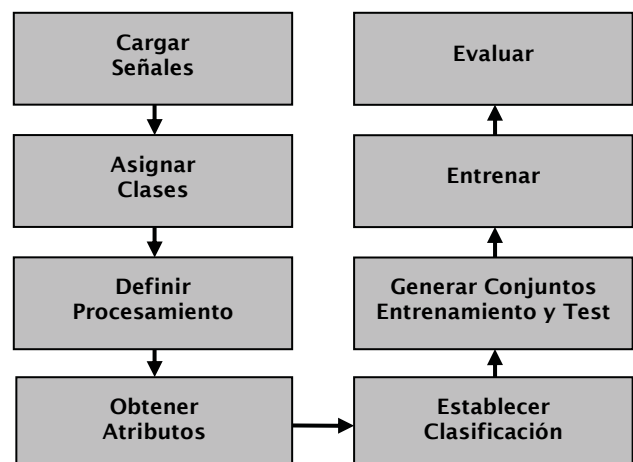 Cargar
Señales
Asignar
Clases
Definir
Procesamiento
Obtener
Atributos
Establecer
Clasificación
Generar Conjuntos
Entrenamiento y Test
Entrenar
Evaluar